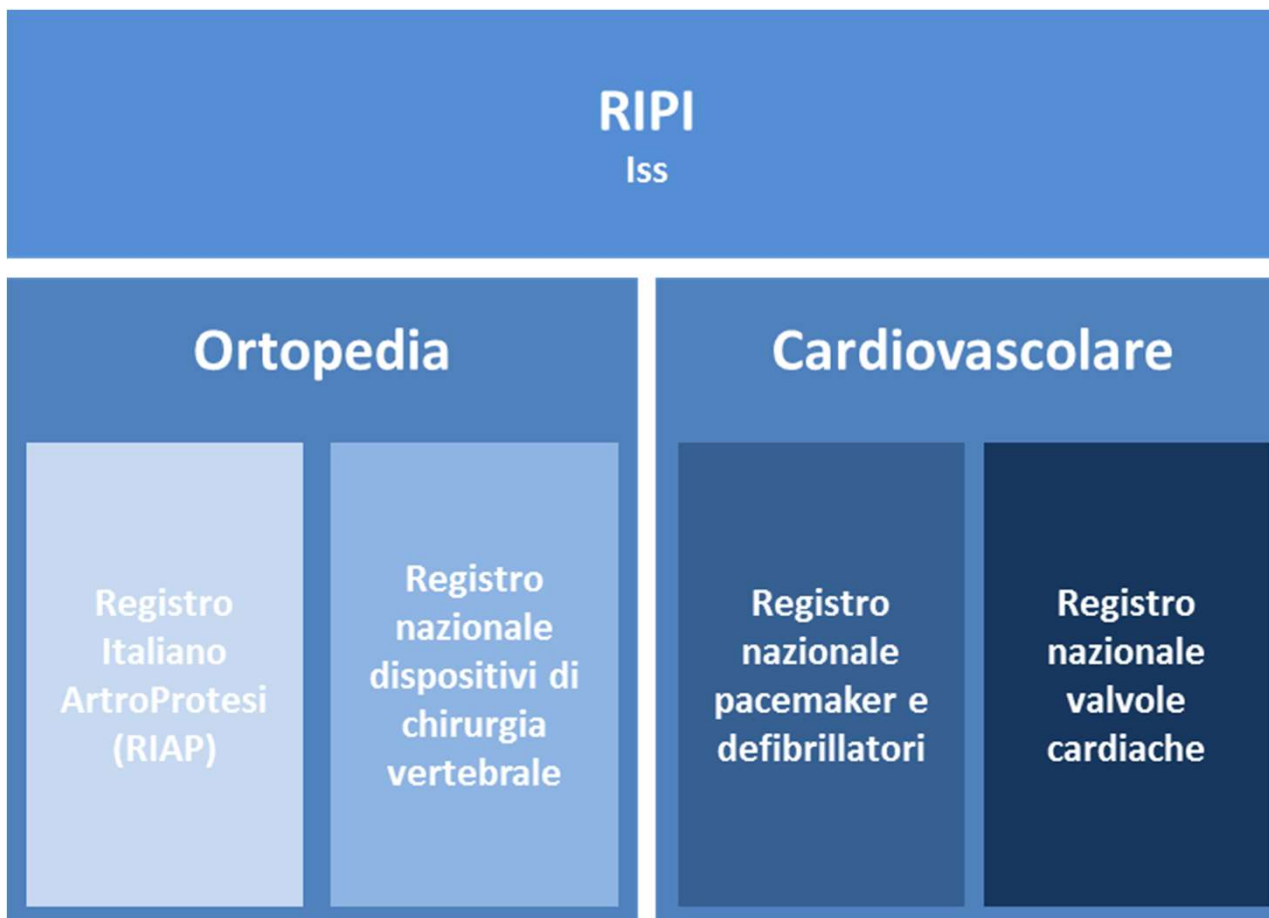 RIPI
Iss
Ortopedia
Registro
Italiano
ArtroProtesi
(RIAP)
Registro
nazionale
dispositivi di
chirurgia
vertebrale
Cardiovascolare
Registro
nazionale
pacemaker e
defibrillatori
Registro
nazionale
valvole
cardiache